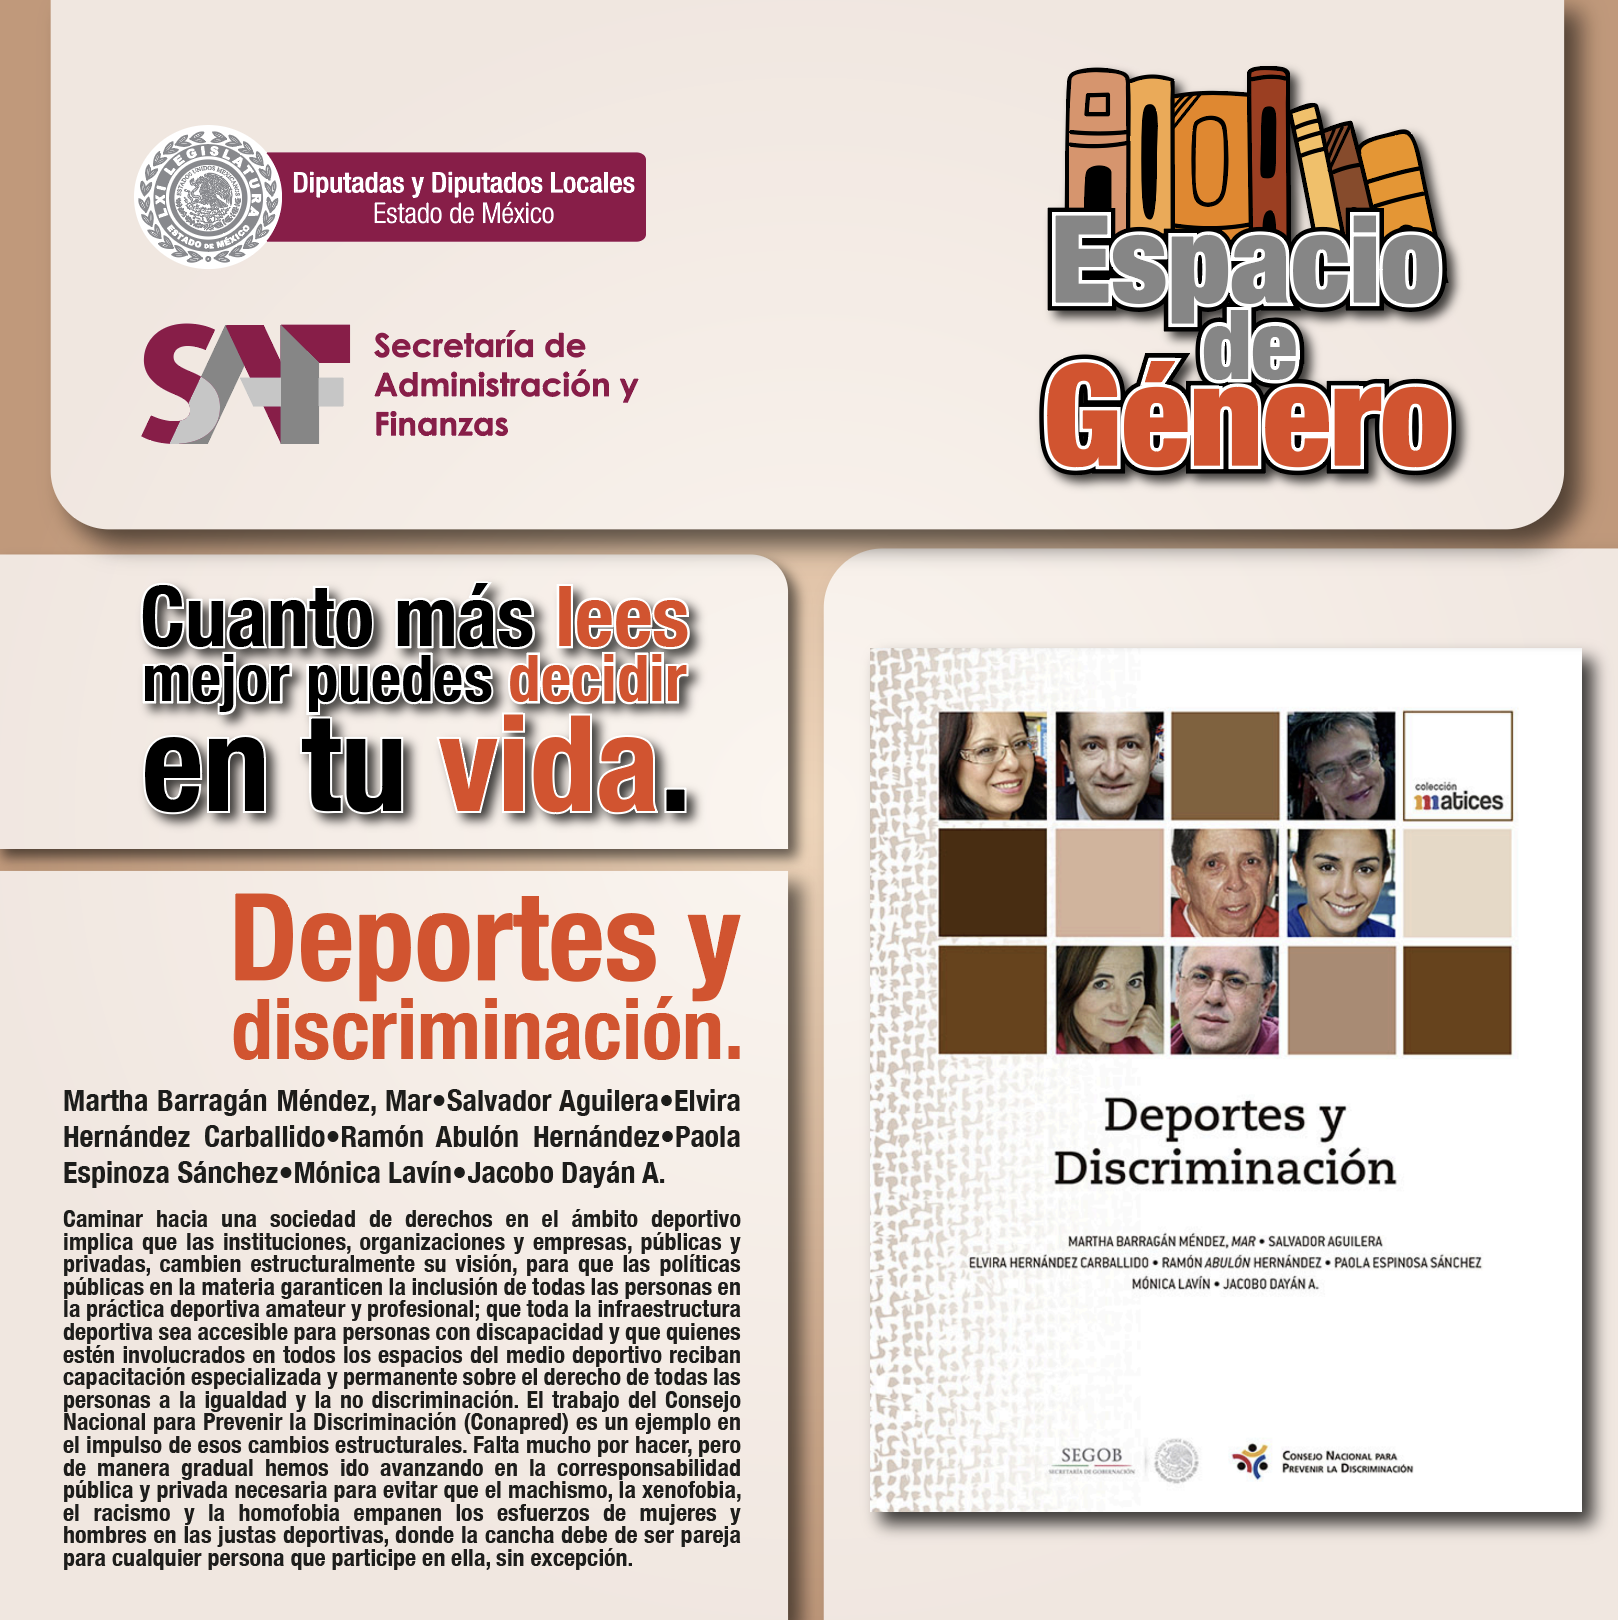 LXI LEGISLATURA
ESTADOS UNIDOS MEXICANOS
ESTADO DE MÉXICO
Diputadas y Diputados Locales
Estado de México
SAF
Secretaría de
Administración y
Finanzas
Espacio
de
Género
Cuanto más lees
mejor puedes decidir
en tu vida.
Deportes y
discriminación.
Martha Barragán Méndez, Mar•Salvador Aguilera•Elvira
Hernández Carballido•Ramón Abulón Hernández•Paola
Espinoza Sánchez•Mónica Lavín•Jacobo Dayán A.
Caminar hacia una sociedad de derechos en el ámbito deportivo
implica que las instituciones, organizaciones y empresas, públicas y
privadas, cambien estructuralmente su visión, para que las políticas
públicas en la materia garanticen la inclusión de todas las personas en
la práctica deportiva amateur y profesional; que toda la infraestructura
deportiva sea accesible para personas con discapacidad y que quienes
estén involucrados en todos los espacios del medio deportivo reciban
capacitación especializada y permanente sobre el derecho de todas las
personas a la igualdad y la no discriminación. El trabajo del Consejo
Nacional para Prevenir la Discriminación (Conapred) es un ejemplo en
el impulso de esos cambios estructurales. Falta mucho por hacer, pero
de manera gradual hemos ido avanzando en la corresponsabilidad
pública y privada necesaria para evitar que el machismo, la xenofobia,
el racismo y la homofobia empanen los esfuerzos de mujeres y
hombres en las justas deportivas, donde la cancha debe de ser pareja
para cualquier persona que participe en ella, sin excepción.
colección
matices
Deportes y
Discriminación
MARTHA BARRAGÁN MÉNDEZ, MAR • SALVADOR AGUILERA
ELVIRA HERNÁNDEZ CARBALLIDO • RAMÓN ABULÓN HERNÁNDEZ • PAOLA ESPINOSA SÁNCHEZ
MÓNICA LAVÍN • JACOBO DAYÁN A.
SEGOB
SECRETARÍA DE GOBERNACIÓN
CONSEJO NACIONAL PARA
PREVENIR LA DISCRIMINACIÓN